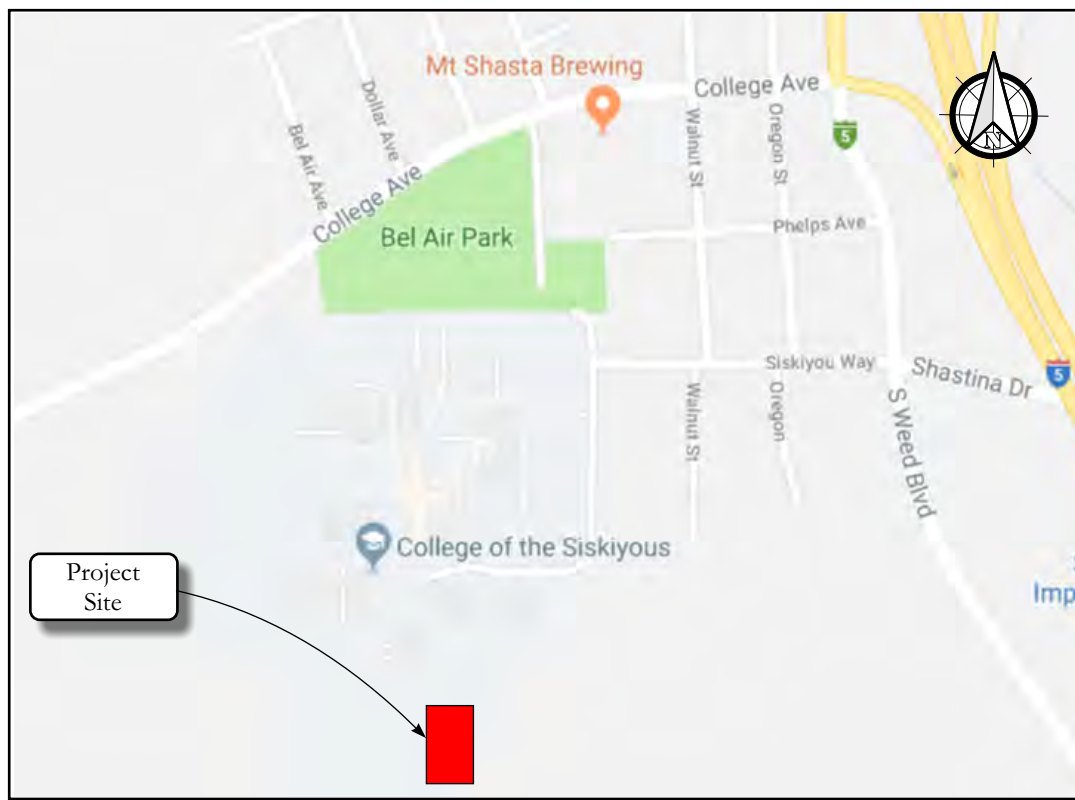 Mt Shasta Brewing
College Ave
5
N
Dollar Ave
Bel Air Ave
College Ave
Walnut St
Oregon St
Bel Air Park
Phelps Ave
Siskiyou Way
Shastina Dr
5
Walnut St
Oregon
S Weed Blvd
College of the Siskiyous
Project
Site
Imp